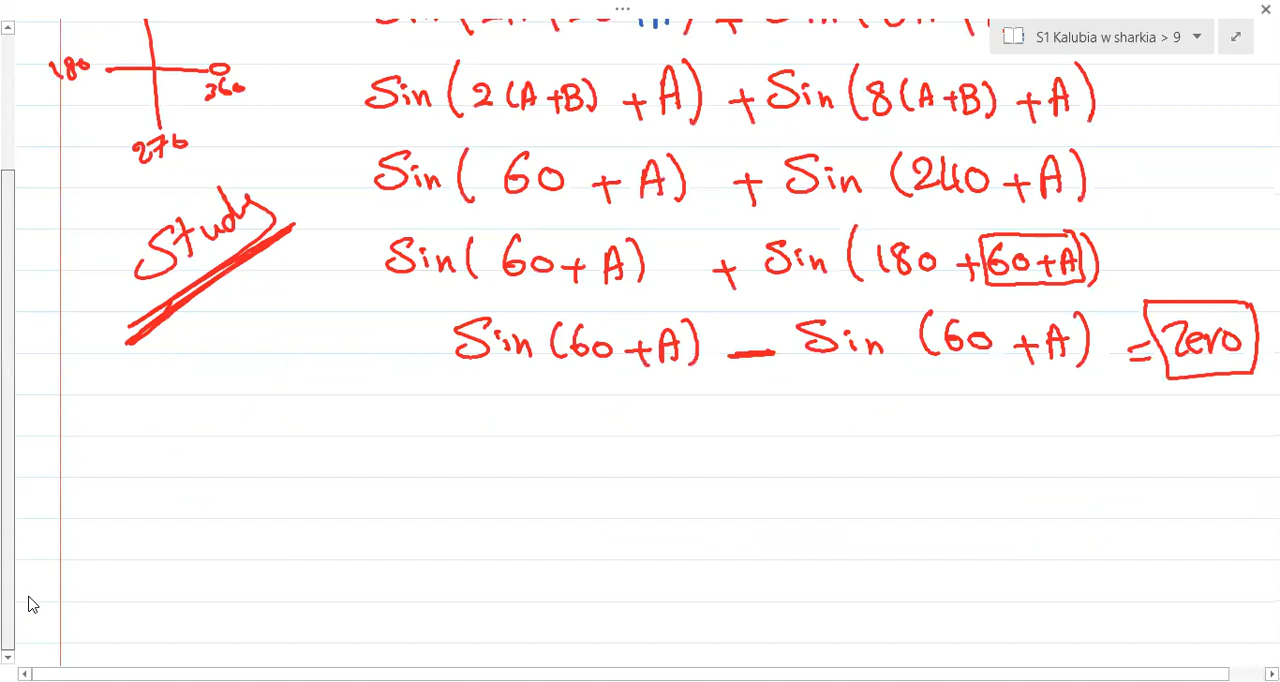 S1 Kalubia w sharkia > 9
180
360
270
Study
Sin(2(A+B) + A) + Sin(8(A+B) + A)
Sin(60 + A) + Sin(240 + A)
Sin(60 + A) + Sin(180 + 60 + A)
Sin(60 + A) - Sin(60 + A) = Zero